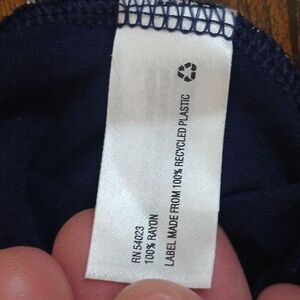 RN 54023
100% RAYON
LABEL MADE FROM 100% RECYCLED PLASTIC